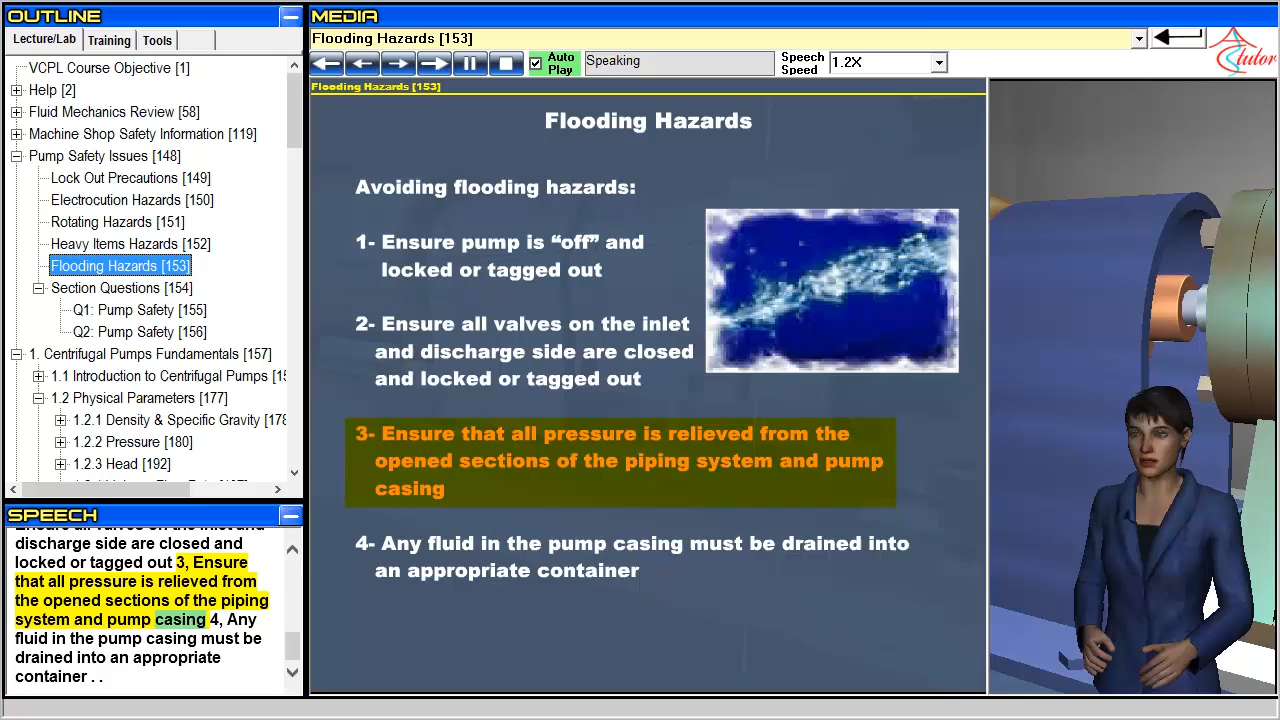 OUTLINE
Lecture/Lab Training Tools
VCPL Course Objective [1]
Help [2]
Fluid Mechanics Review [58]
Machine Shop Safety Information [119]
Pump Safety Issues [148]
Lock Out Precautions [149]
Electrocution Hazards [150]
Rotating Hazards [151]
Heavy Items Hazards [152]
Flooding Hazards [153]
Section Questions [154]
Q1: Pump Safety [155]
Q2: Pump Safety [156]
1. Centrifugal Pumps Fundamentals [157]
1.1 Introduction to Centrifugal Pumps [15
1.2 Physical Parameters [177]
1.2.1 Density & Specific Gravity [178
1.2.2 Pressure [180]
1.2.3 Head [192]
SPEECH
Ensure all valves on the inlet and
discharge side are closed and
locked or tagged out 3, Ensure
that all pressure is relieved from
the opened sections of the piping
system and pump casing 4, Any
fluid in the pump casing must be
drained into an appropriate
container . .
MEDIA
Flooding Hazards [153]
Auto
Play
Speaking
Speech
Speed
1.2X
tutor
Flooding Hazards [153]
Flooding Hazards
Avoiding flooding hazards:
1- Ensure pump is “off” and
locked or tagged out
2- Ensure all valves on the inlet
and discharge side are closed
and locked or tagged out
3- Ensure that all pressure is relieved from the
opened sections of the piping system and pump
casing
4- Any fluid in the pump casing must be drained into
an appropriate container